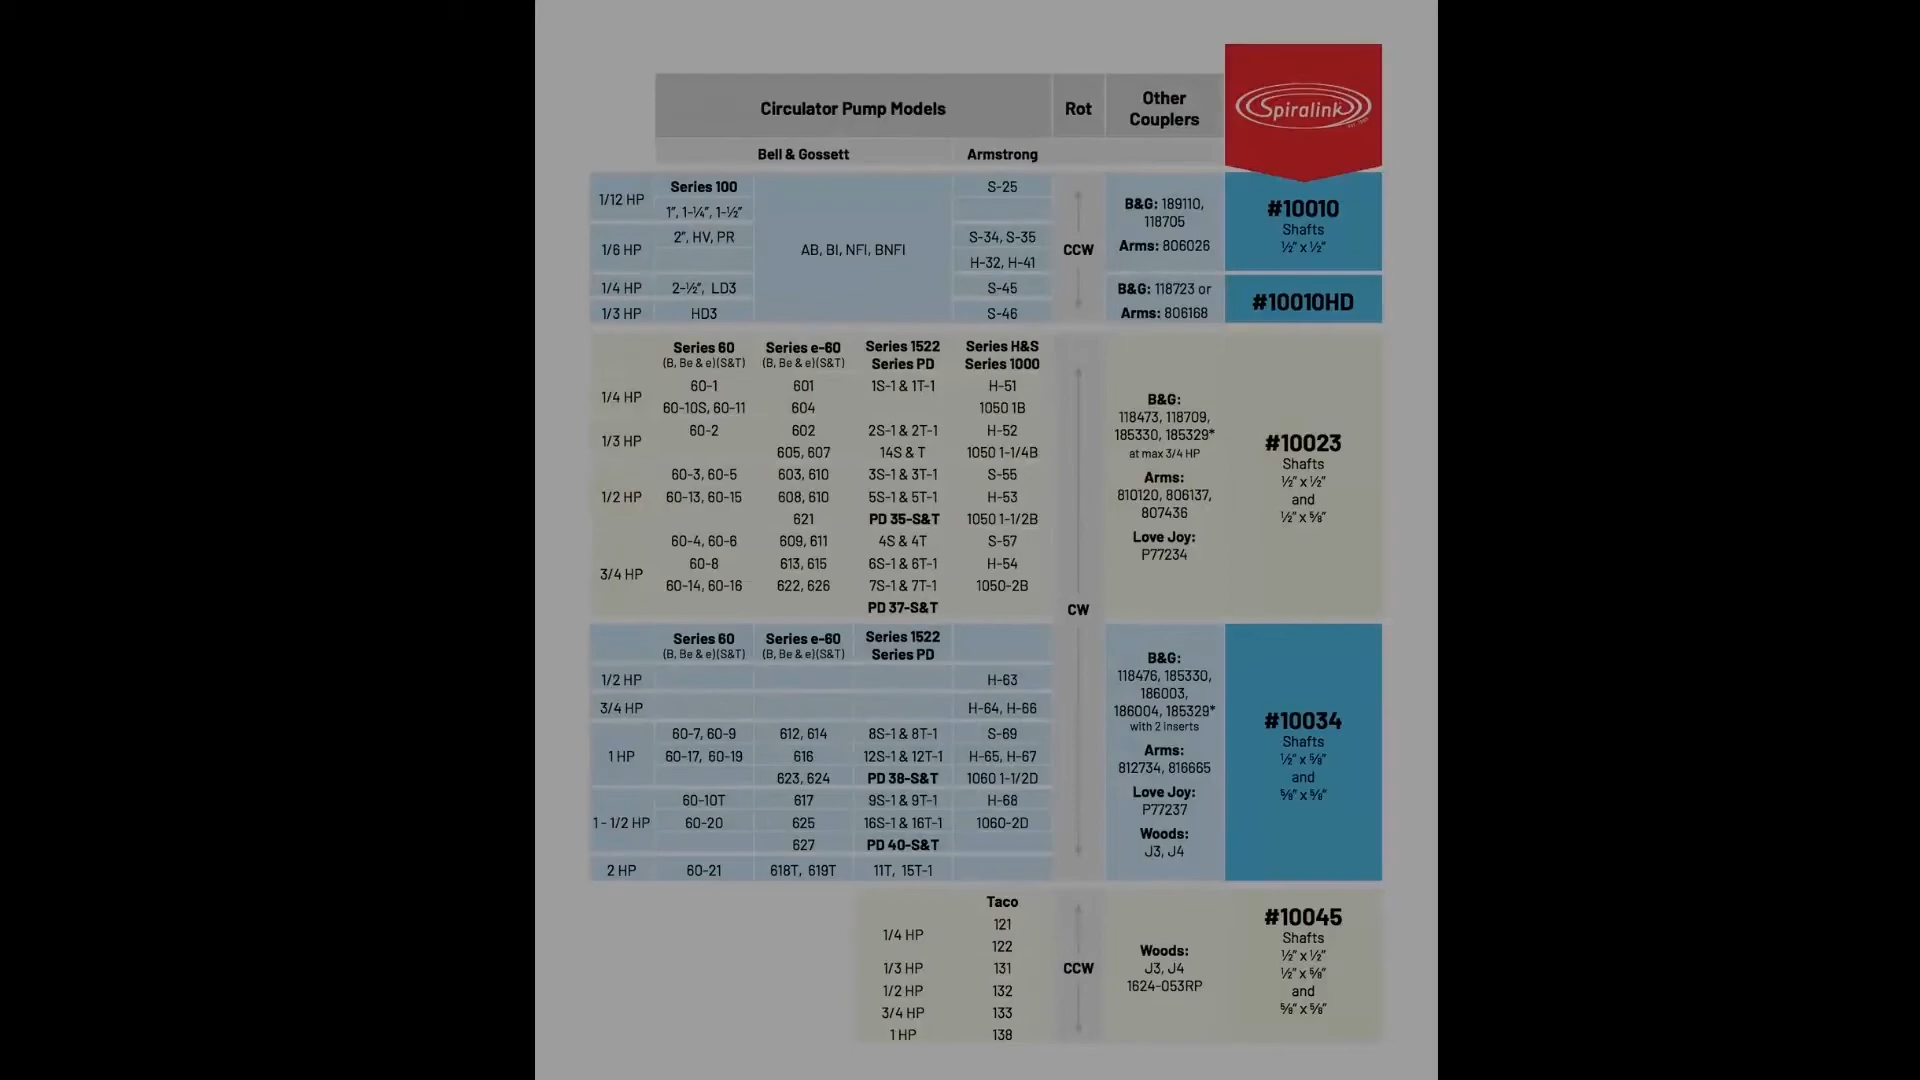 Circulator Pump Models Rot Other Couplers Spiralink
Bell & Gossett Armstrong
1/12 HP Series 100 S-25
1", 1-¼", 1-½"
1/6 HP 2", HV, PR AB, BI, NFI, BNFI S-34, S-35 CCW
H-32, H-41
B&G: 189110,
118705
Arms: 806026
#10010
Shafts
½" x ½"
1/4 HP 2-½", LD3 S-45 B&G: 118723 or #10010HD
1/3 HP HD3 S-46 Arms: 806168
Series 60 Series e-60 Series 1522 Series H&S
(B, Be & e)(S&T) (B, Be & e)(S&T) Series PD Series 1000
1/4 HP 60-1 601 1S-1 & 1T-1 H-51
60-10S, 60-11 604 1050 1B
1/3 HP 60-2 602 2S-1 & 2T-1 H-52
605, 607 14S & T 1050 1-1/4B
60-3, 60-5 603, 610 3S-1 & 3T-1 S-55
1/2 HP 60-13, 60-15 608, 610 5S-1 & 5T-1 H-53
621 PD 35-S&T 1050 1-1/2B
60-4, 60-6 609, 611 4S & 4T S-57
3/4 HP 60-8 613, 615 6S-1 & 6T-1 H-54
60-14, 60-16 622, 626 7S-1 & 7T-1 1050-2B
PD 37-S&T
CW
B&G:
118473, 118709,
185330, 185329*
at max 3/4 HP
Arms:
810120, 806137,
807436
Love Joy:
P77234
#10023
Shafts
½" x ½"
and
½" x ⅝"
Series 60 Series e-60 Series 1522
(B, Be & e)(S&T) (B, Be & e)(S&T) Series PD
1/2 HP H-63
3/4 HP H-64, H-66
60-7, 60-9 612, 614 8S-1 & 8T-1 S-69
1 HP 60-17, 60-19 616 12S-1 & 12T-1 H-65, H-67
623, 624 PD 38-S&T 1060 1-1/2D
60-10T 617 9S-1 & 9T-1 H-68
1 - 1/2 HP 60-20 625 16S-1 & 16T-1 1060-2D
627 PD 40-S&T
2 HP 60-21 618T, 619T 11T, 15T-1
B&G:
118476, 185330,
186003,
186004, 185329*
with 2 inserts
Arms:
812734, 816665
Love Joy:
P77237
Woods:
J3, J4
#10034
Shafts
½" x ⅝"
and
⅝" x ⅝"
Taco
1/4 HP 121
122
1/3 HP 131 CCW
1/2 HP 132
3/4 HP 133
1 HP 138
Woods:
J3, J4
1624-053RP
#10045
Shafts
½" x ½"
½" x ⅝"
and
⅝" x ⅝"